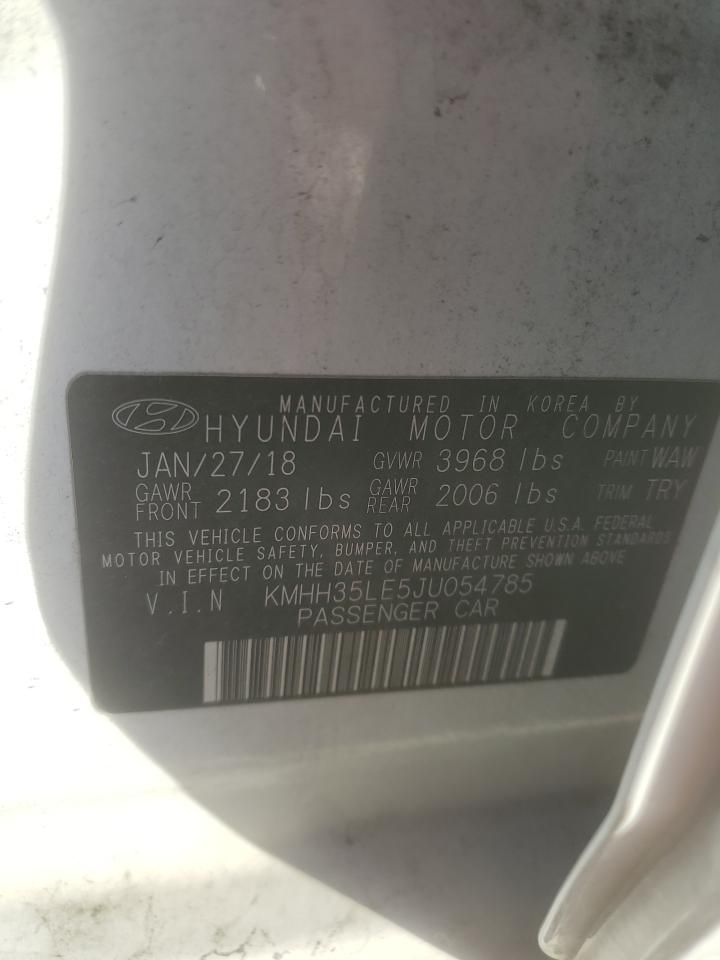 MANUFACTURED IN KOREA BY
HYUNDAI MOTOR COMPANY
JAN/27/18 GVWR 3968 lbs PAINT WAW
GAWR FRONT 2183 lbs GAWR REAR 2006 lbs TRIM TRY
THIS VEHICLE CONFORMS TO ALL APPLICABLE U.S.A. FEDERAL
MOTOR VEHICLE SAFETY, BUMPER, AND THEFT PREVENTION STANDARDS
IN EFFECT ON THE DATE OF MANUFACTURE SHOWN ABOVE
V.I.N KMHH35LE5JU054785
PASSENGER CAR